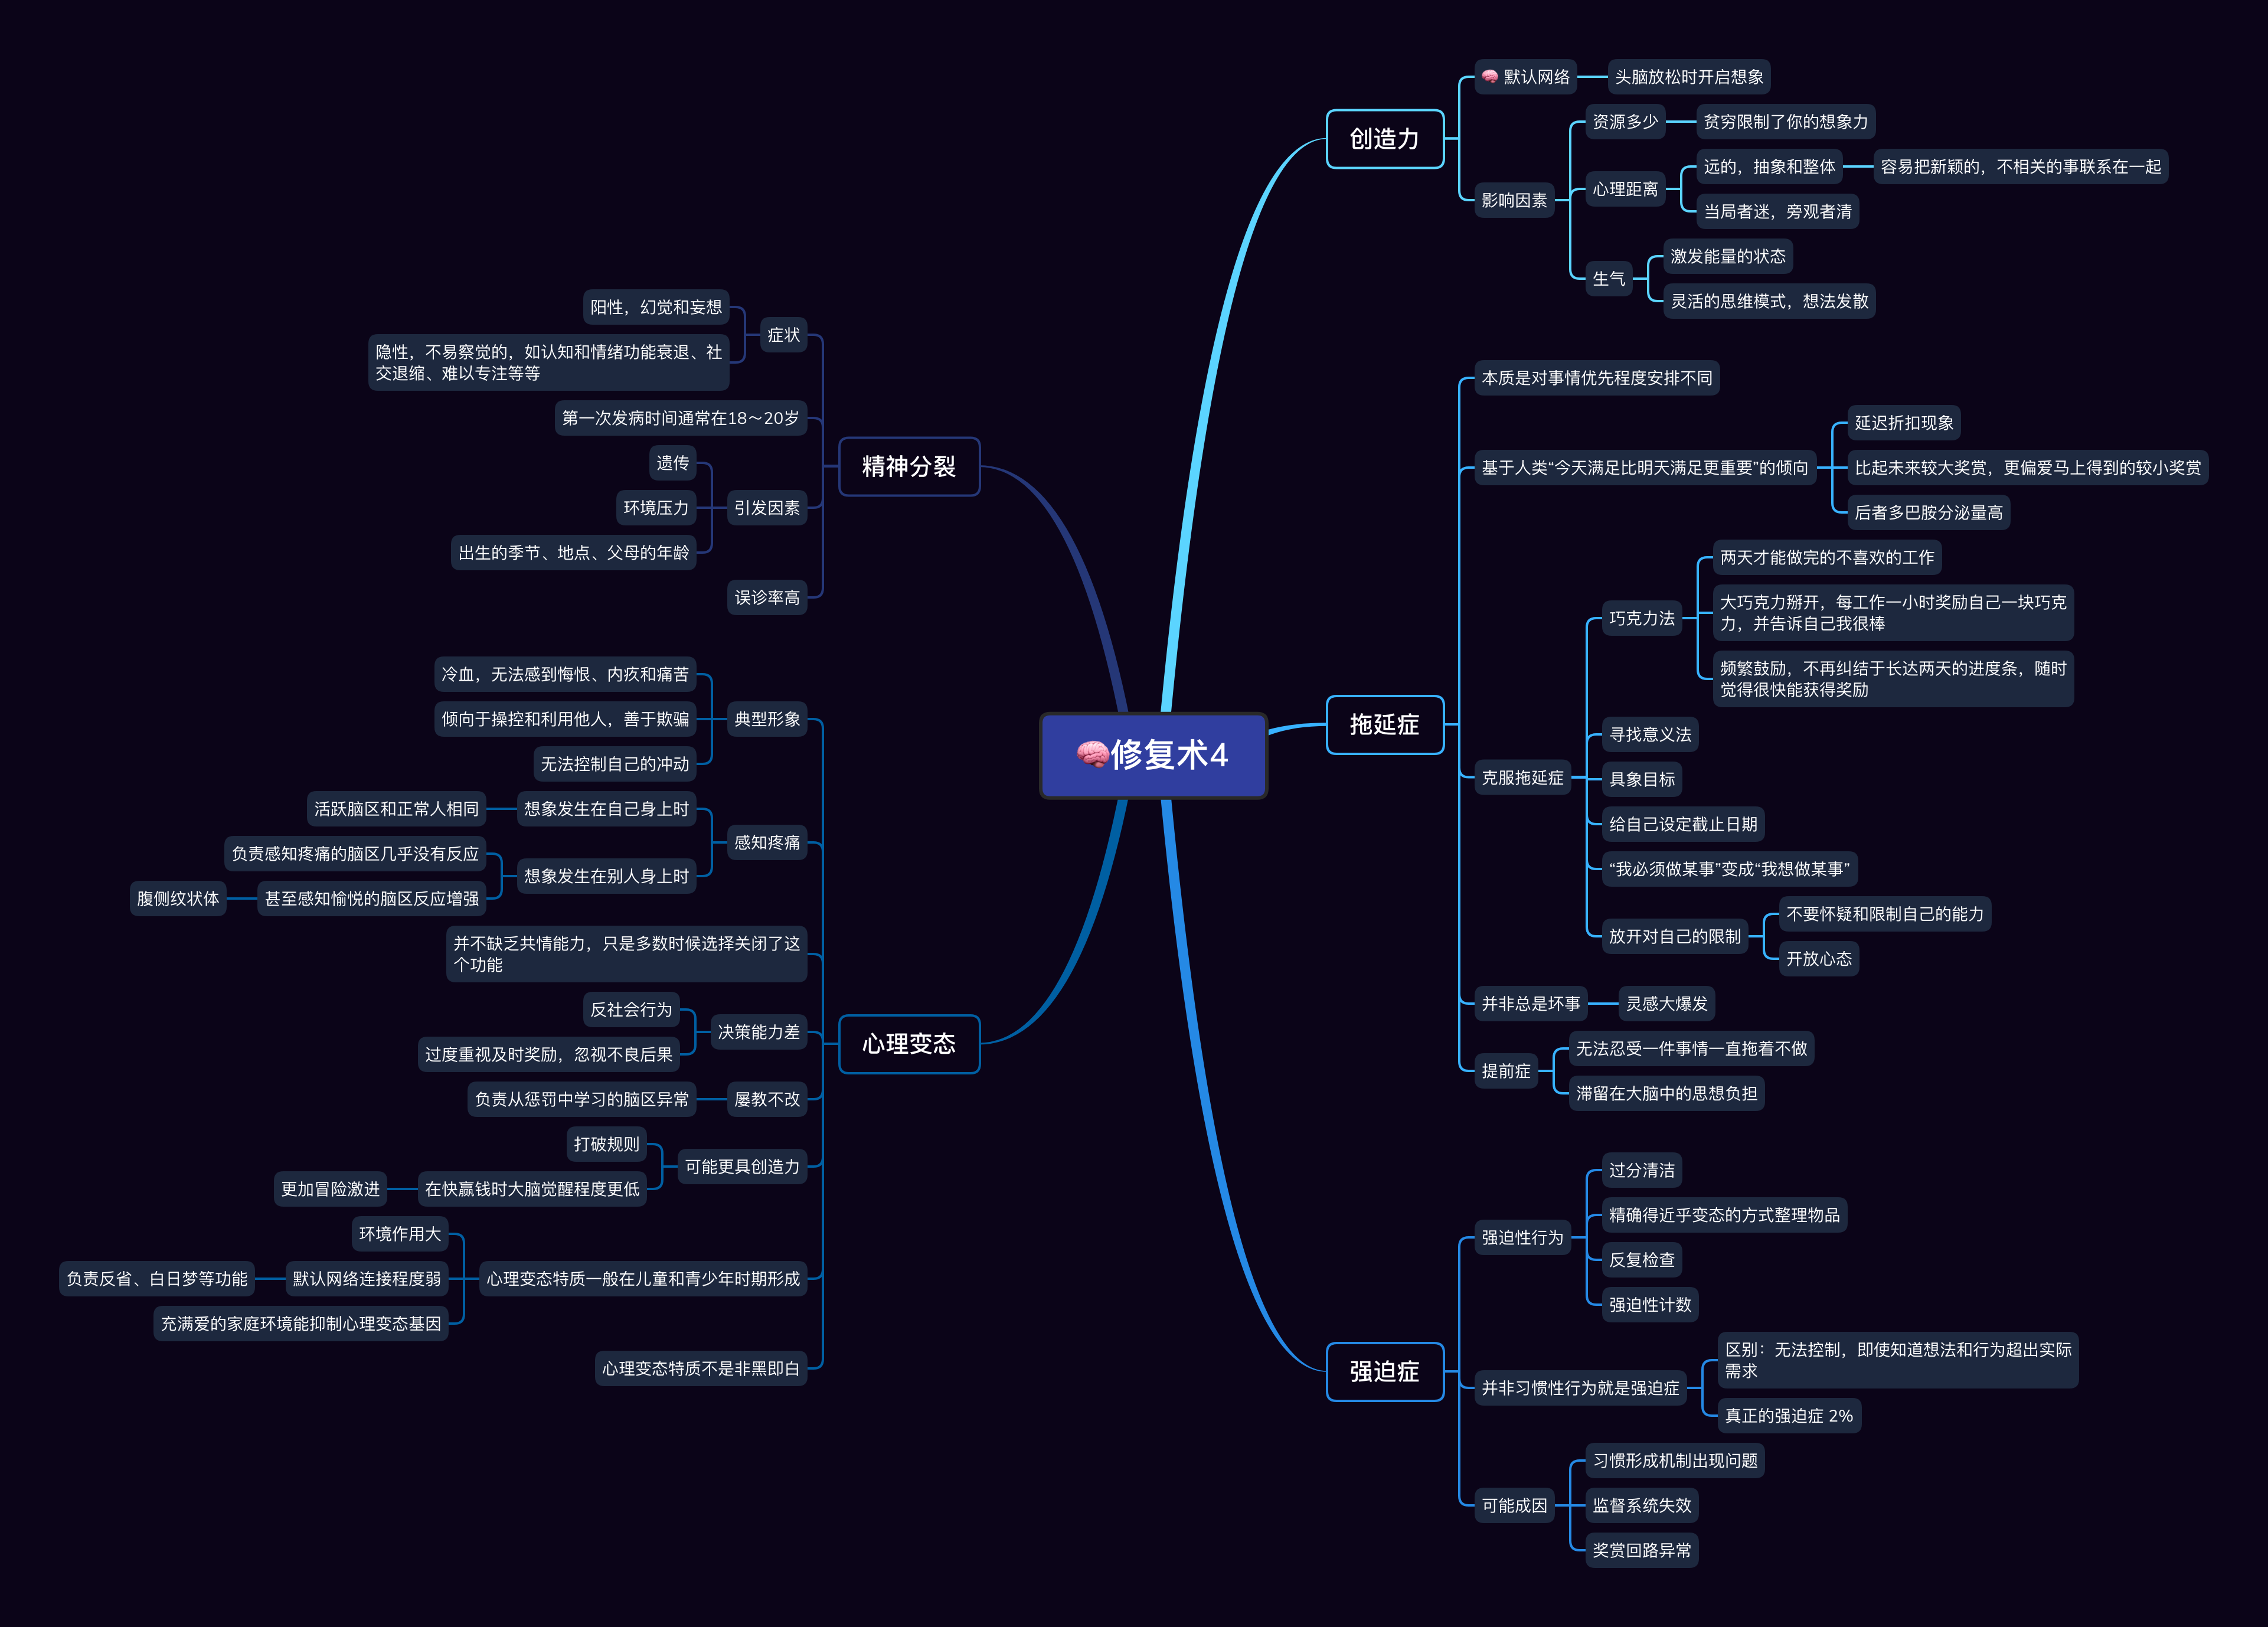 🧠修复术4
创造力
🧠 默认网络
头脑放松时开启想象
影响因素
资源多少
贫穷限制了你的想象力
心理距离
远的，抽象和整体
容易把新颖的，不相关的事联系在一起
当局者迷，旁观者清
生气
激发能量的状态
灵活的思维模式，想法发散
拖延症
本质是对事情优先程度安排不同
基于人类“今天满足比明天满足更重要”的倾向
延迟折扣现象
比起未来较大奖赏，更偏爱马上得到的较小奖赏
后者多巴胺分泌量高
克服拖延症
巧克力法
两天才能做完的不喜欢的工作
大巧克力掰开，每工作一小时奖励自己一块巧克
力，并告诉自己我很棒
频繁鼓励，不再纠结于长达两天的进度条，随时
觉得很快能获得奖励
寻找意义法
具象目标
给自己设定截止日期
“我必须做某事”变成“我想做某事”
放开对自己的限制
不要怀疑和限制自己的能力
开放心态
并非总是坏事
灵感大爆发
提前症
无法忍受一件事情一直拖着不做
滞留在大脑中的思想负担
强迫症
强迫性行为
过分清洁
精确得近乎变态的方式整理物品
反复检查
强迫性计数
并非习惯性行为就是强迫症
区别：无法控制，即使知道想法和行为超出实际
需求
真正的强迫症 2%
可能成因
习惯形成机制出现问题
监督系统失效
奖赏回路异常
精神分裂
症状
阳性，幻觉和妄想
隐性，不易察觉的，如认知和情绪功能衰退、社
交退缩、难以专注等等
第一次发病时间通常在18～20岁
引发因素
遗传
环境压力
出生的季节、地点、父母的年龄
误诊率高
心理变态
典型形象
冷血，无法感到悔恨、内疚和痛苦
倾向于操控和利用他人，善于欺骗
无法控制自己的冲动
感知疼痛
想象发生在自己身上时
活跃脑区和正常人相同
想象发生在别人身上时
负责感知疼痛的脑区几乎没有反应
甚至感知愉悦的脑区反应增强
腹侧纹状体
并不缺乏共情能力，只是多数时候选择关闭了这
个功能
决策能力差
反社会行为
过度重视及时奖励，忽视不良后果
屡教不改
负责从惩罚中学习的脑区异常
可能更具创造力
打破规则
在快赢钱时大脑觉醒程度更低
更加冒险激进
心理变态特质一般在儿童和青少年时期形成
环境作用大
默认网络连接程度弱
负责反省、白日梦等功能
充满爱的家庭环境能抑制心理变态基因
心理变态特质不是非黑即白